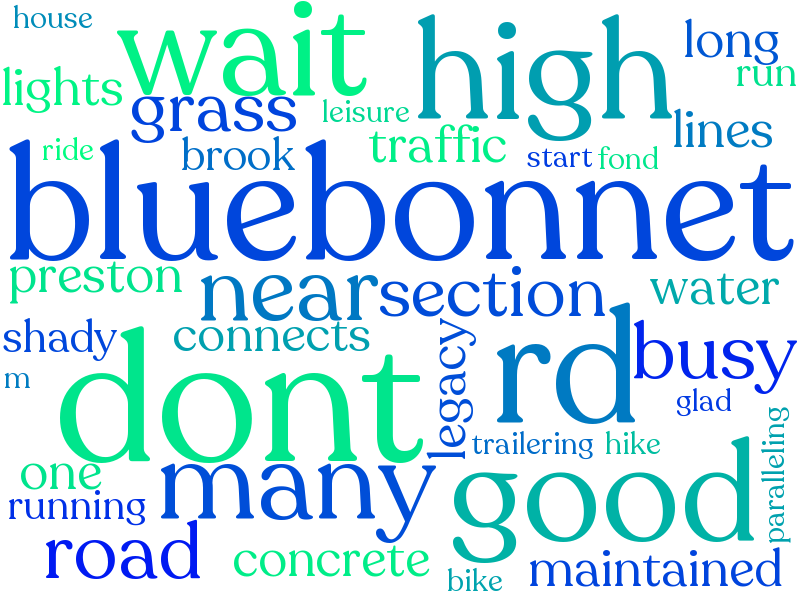 house
wait
high
long
lights
run
grass
leisure
lines
traffic
brook
ride
start
fond
bluebonnet
preston
near
section
water
connects
shady
legacy
rd
busy
m
dont
glad
paralleling
trailering
hike
one
many
good
running
road
concrete
maintained
bike